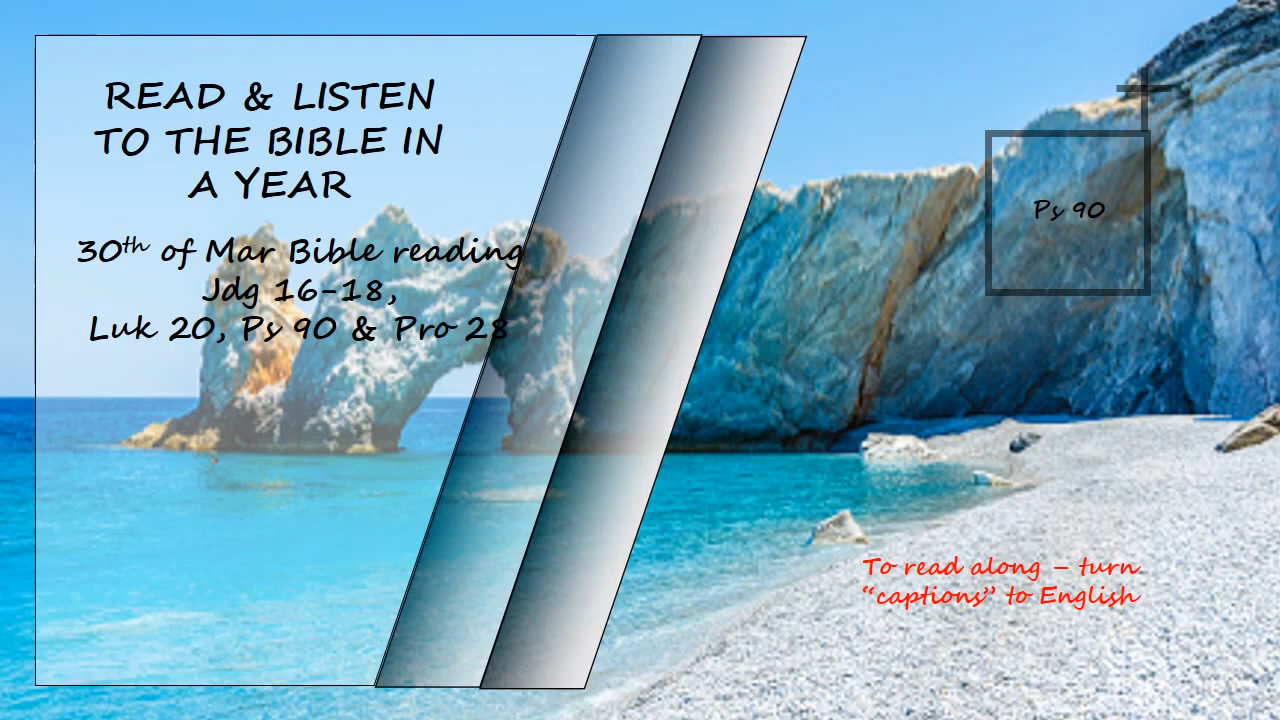 READ & LISTEN
TO THE BIBLE IN
A YEAR
30th of Mar Bible reading
Jdg 16-18,
Luk 20, Ps 90 & Pro 28
Ps 90
To read along – turn
“captions” to English